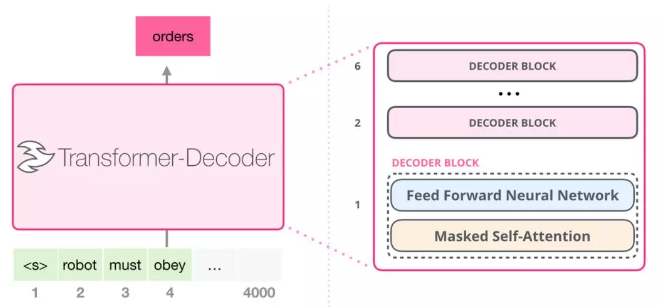 orders
Transformer-Decoder
<s> robot must obey ...
1 2 3 4 4000
6 DECODER BLOCK
...
2 DECODER BLOCK
DECODER BLOCK
1
Feed Forward Neural Network
Masked Self-Attention